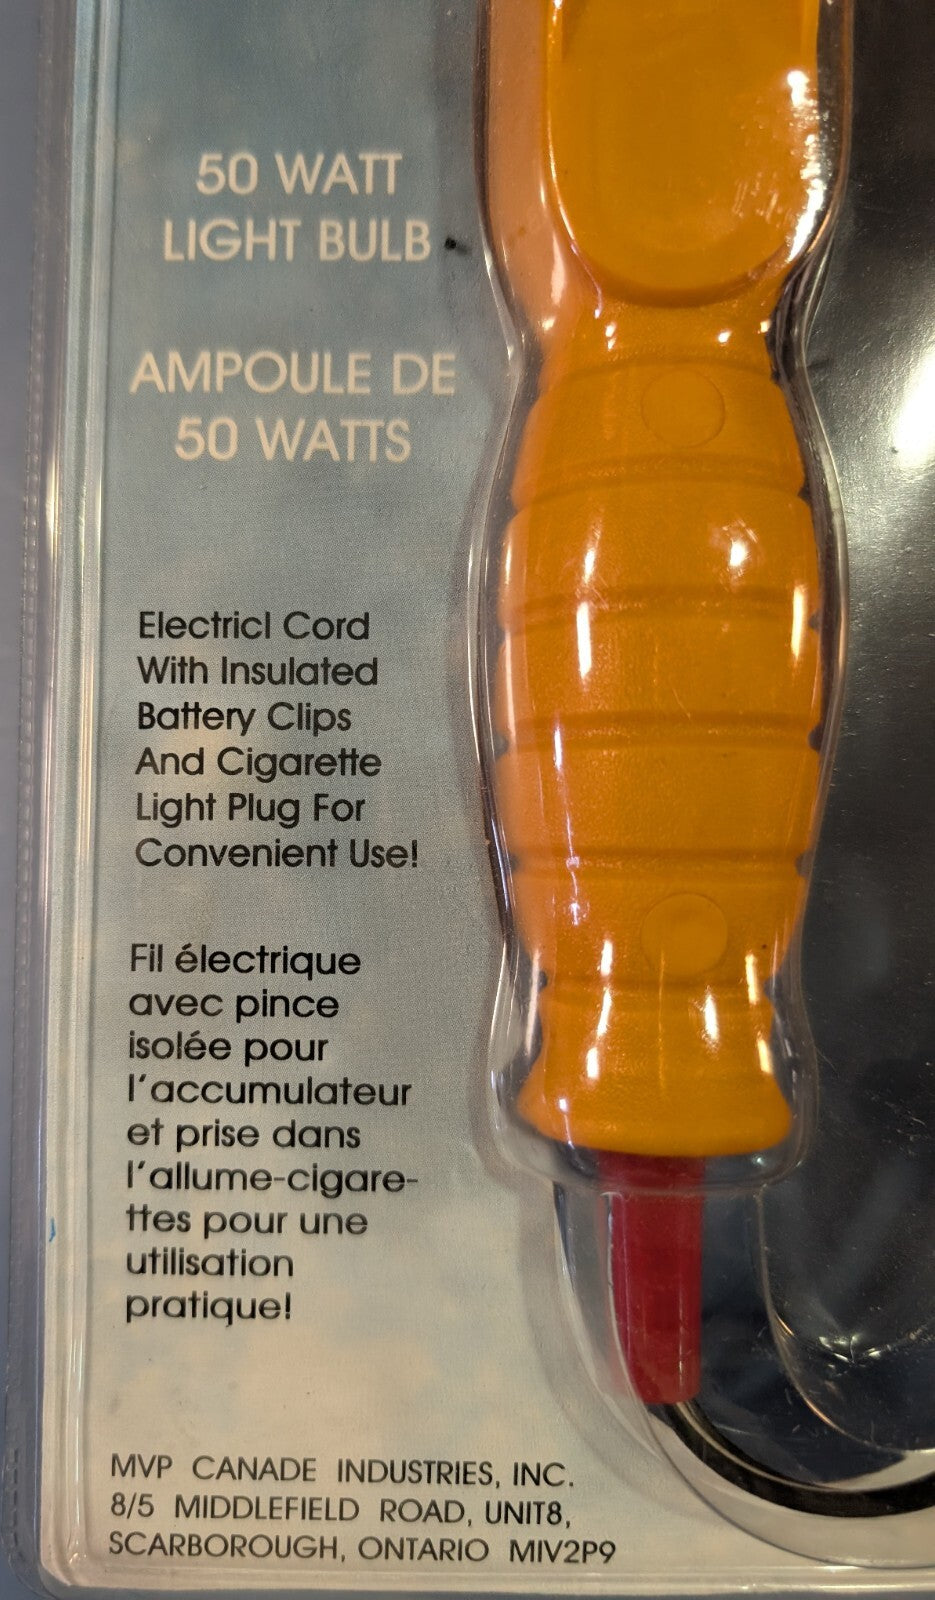 50 WATT
LIGHT BULB
AMPOULE DE
50 WATTS
Electricl Cord
With Insulated
Battery Clips
And Cigarette
Light Plug For
Convenient Use!
Fil électrique
avec pince
isolée pour
l'accumulateur
et prise dans
l'allume-cigare-
ttes pour une
utilisation
pratique!
MVP CANADE INDUSTRIES, INC.
8/5 MIDDLEFIELD ROAD, UNIT8,
SCARBOROUGH, ONTARIO MIV2P9